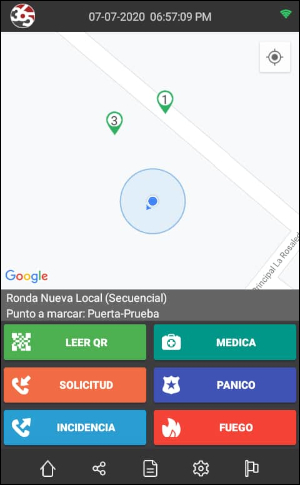 365
07-07-2020 06:57:09 PM
1
3
Principal La Rosaled
Google
Ronda Nueva Local (Secuencial)
Punto a marcar: Puerta-Prueba
LEER QR
MEDICA
SOLICITUD
PANICO
INCIDENCIA
FUEGO